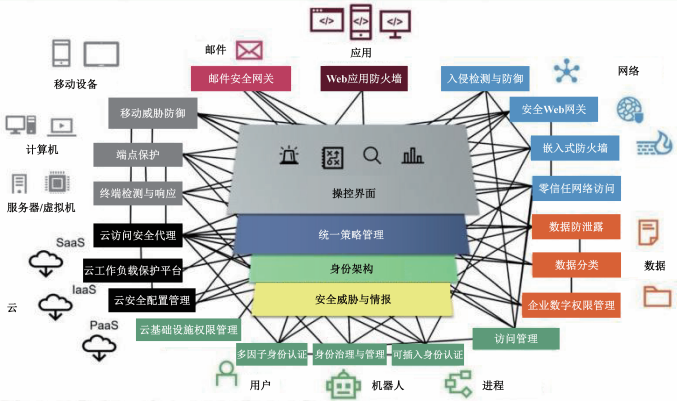 应用
邮件
移动设备
网络
邮件安全网关
Web应用防火墙
入侵检测与防御
移动威胁防御
安全Web网关
计算机
端点保护
嵌入式防火墙
终端检测与响应
操控界面
零信任网络访问
服务器/虚拟机
云访问安全代理
统一策略管理
数据防泄露
SaaS
云工作负载保护平台
身份架构
数据分类
数据
IaaS
云
云安全配置管理
安全威胁与情报
企业数字权限管理
PaaS
云基础设施权限管理
访问管理
多因子身份认证
身份治理与管理
可插入身份认证
用户
机器人
进程